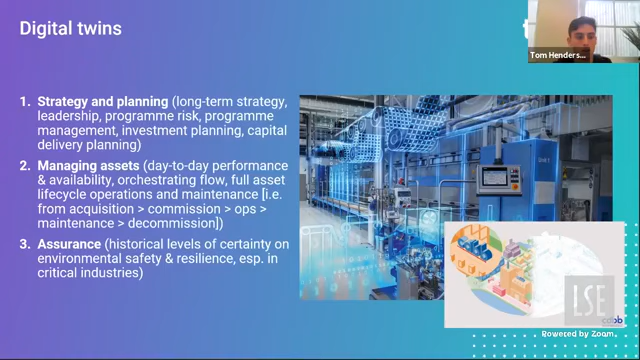 Digital twins
Tom Henders...
1. Strategy and planning (long-term strategy,
leadership, programme risk, programme
management, investment planning, capital
delivery planning)
2. Managing assets (day-to-day performance
& availability, orchestrating flow, full asset
lifecycle operations and maintenance [i.e.
from acquisition > commission > ops >
maintenance > decommission])
3. Assurance (historical levels of certainty on
environmental safety & resilience, esp. in
critical industries)
LSE
Powered by Zoom